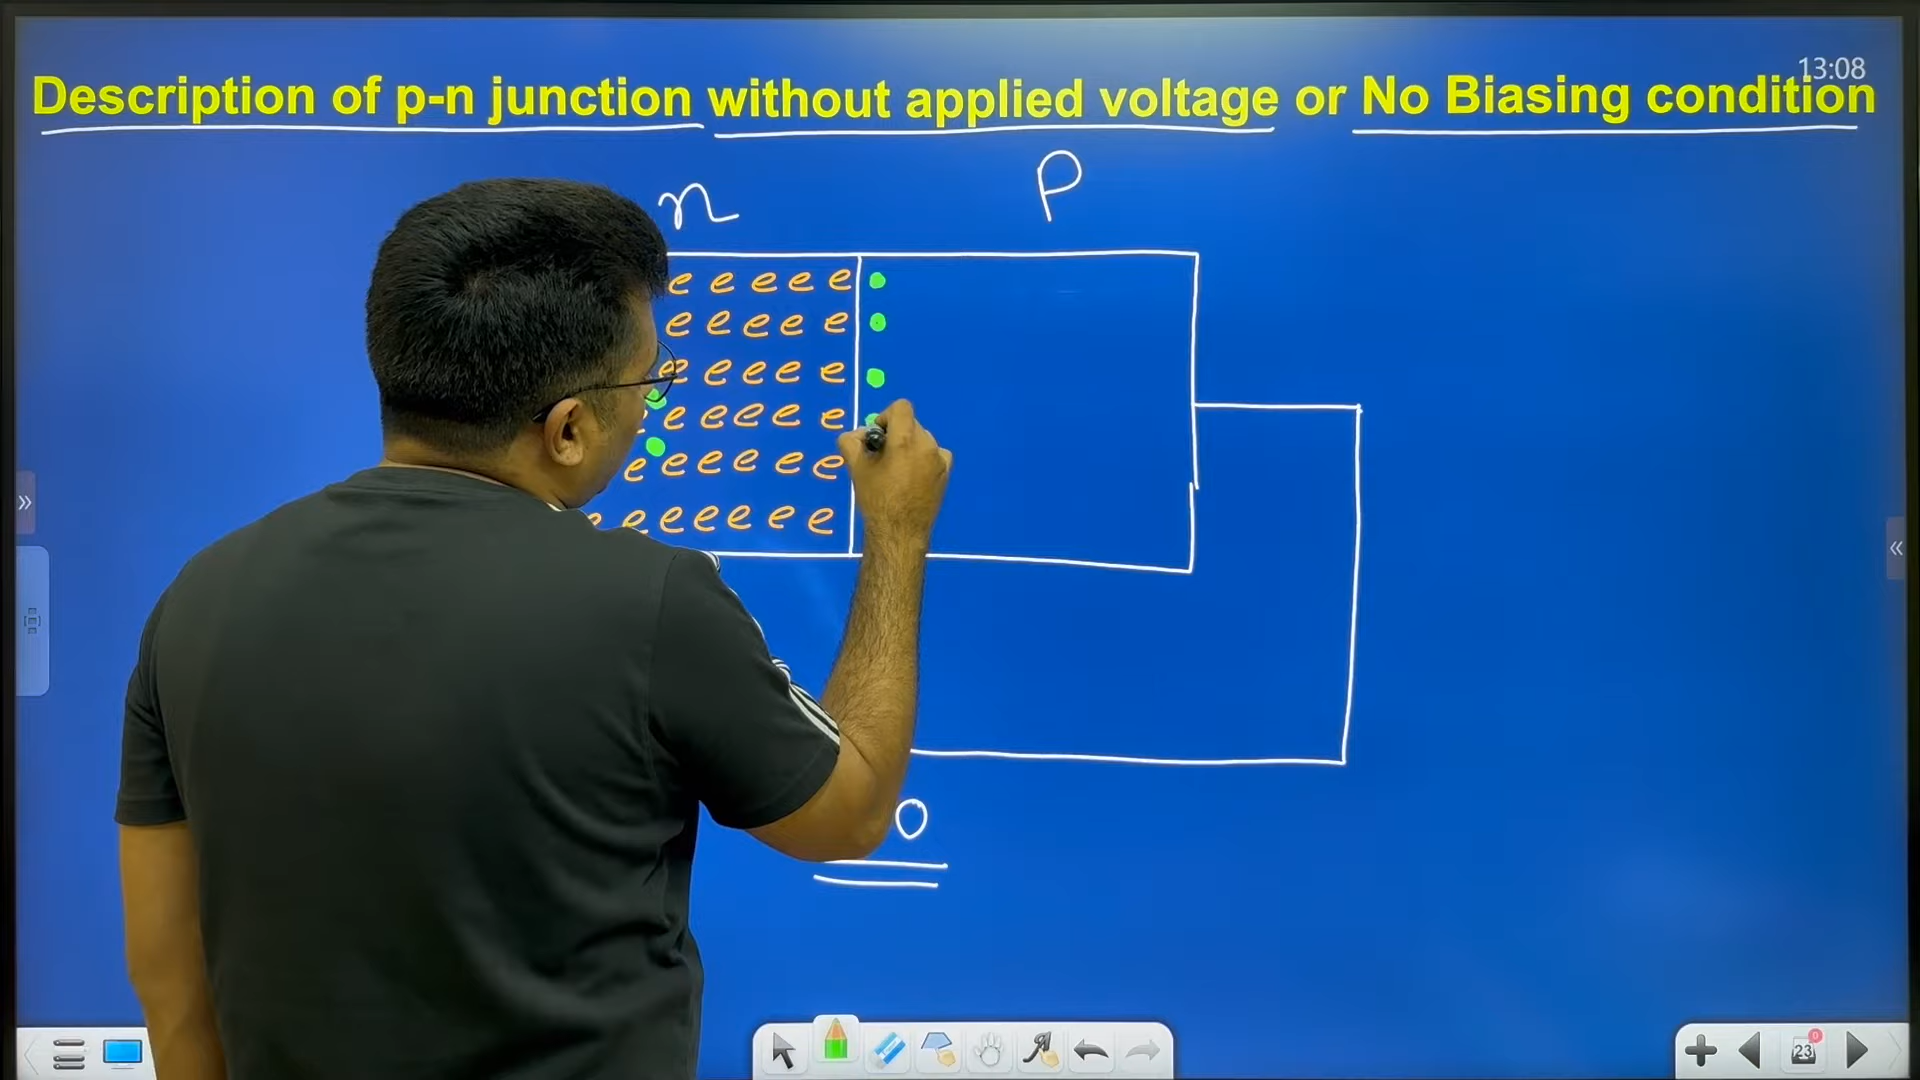 13:08
Description of p-n junction without applied voltage or No Biasing condition
n P
e e e e e
e e e e e
e e e e e
e e e e e
e e e e e e
e e e e e e
0
23